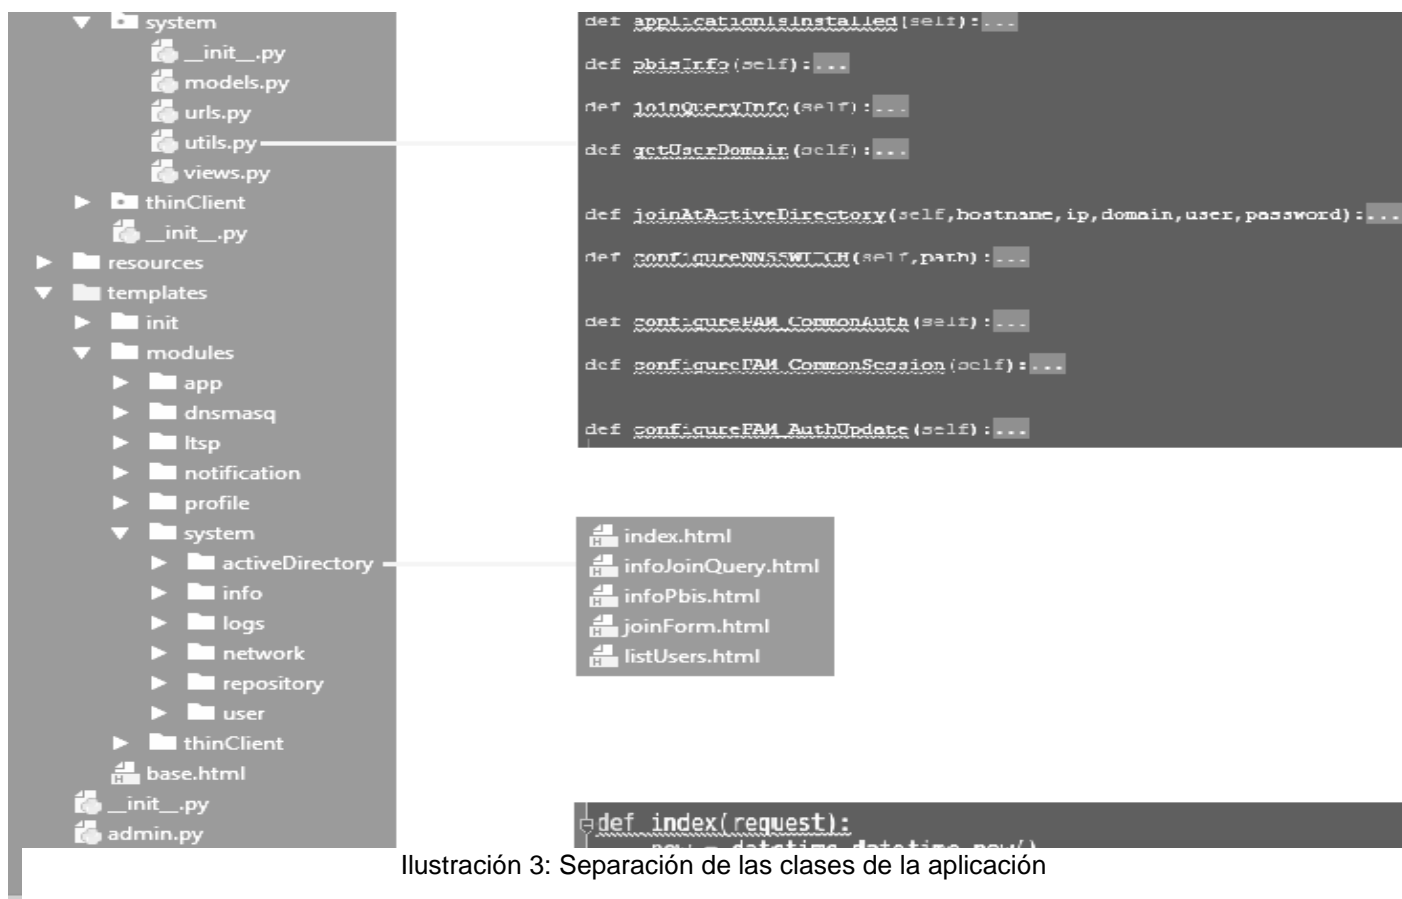 system
__init__.py
models.py
urls.py
utils.py
views.py
thinClient
__init__.py
resources
templates
init
modules
app
dnsmasq
ltsp
notification
profile
system
activeDirectory
info
logs
network
repository
user
thinClient
base.html
__init__.py
admin.py
def applicationIsInstalled(self):...
def pbisInfo(self):...
def joinQueryInfo(self):...
def getUserDomain(self):...
def joinAtActiveDirectory(self,hostname,ip,domain,user,password):...
def configureNNSSWITCH(self,path):...
def configurePAM_CommonAuth(self):...
def configurePAM_CommonSession(self):...
def configurePAM_AuthUpdate(self):...
index.html
infoJoinQuery.html
infoPbis.html
joinForm.html
listUsers.html
def index(request):
now = datetime.datetime.now()
Ilustración 3: Separación de las clases de la aplicación